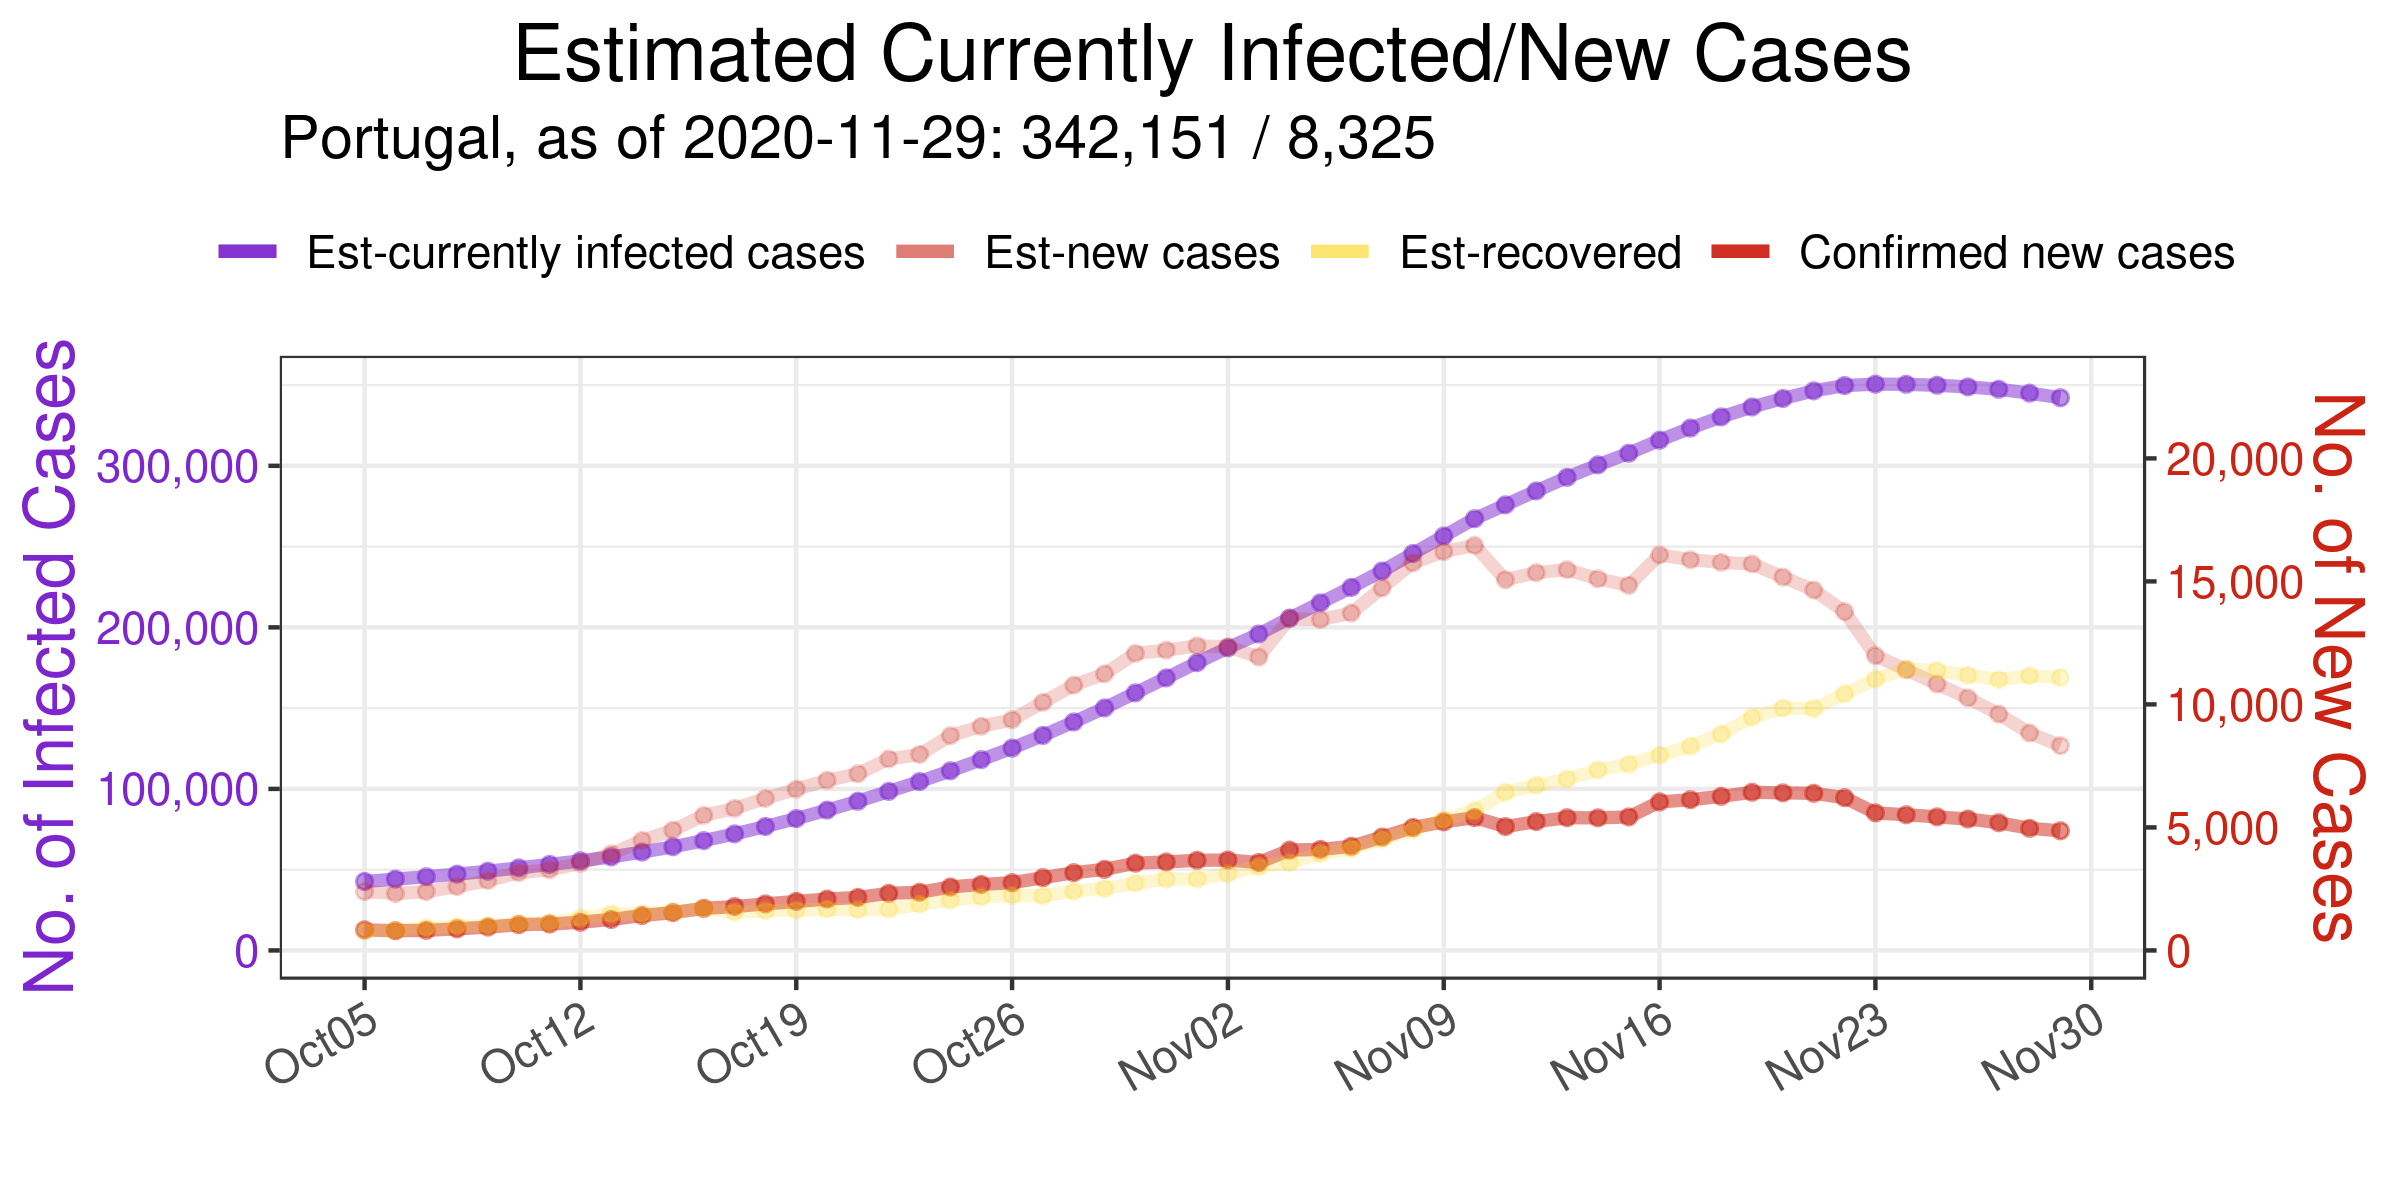 Estimated Currently Infected/New Cases
Portugal, as of 2020-11-29: 342,151 / 8,325
Est-currently infected cases Est-new cases Est-recovered Confirmed new cases
No. of Infected Cases
300,000
200,000
100,000
0
20,000
15,000
10,000
5,000
0
No. of New Cases
Oct05 Oct12 Oct19 Oct26 Nov02 Nov09 Nov16 Nov23 Nov30